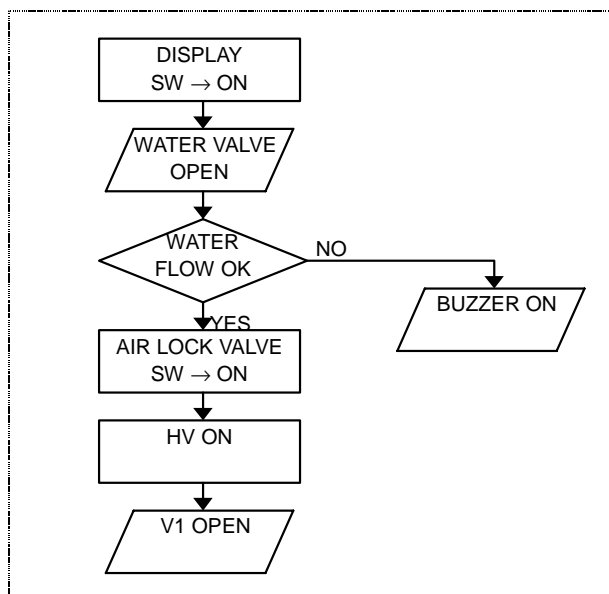 DISPLAY
SW → ON
WATER VALVE
OPEN
WATER
FLOW OK
NO
BUZZER ON
YES
AIR LOCK VALVE
SW → ON
HV ON
V1 OPEN